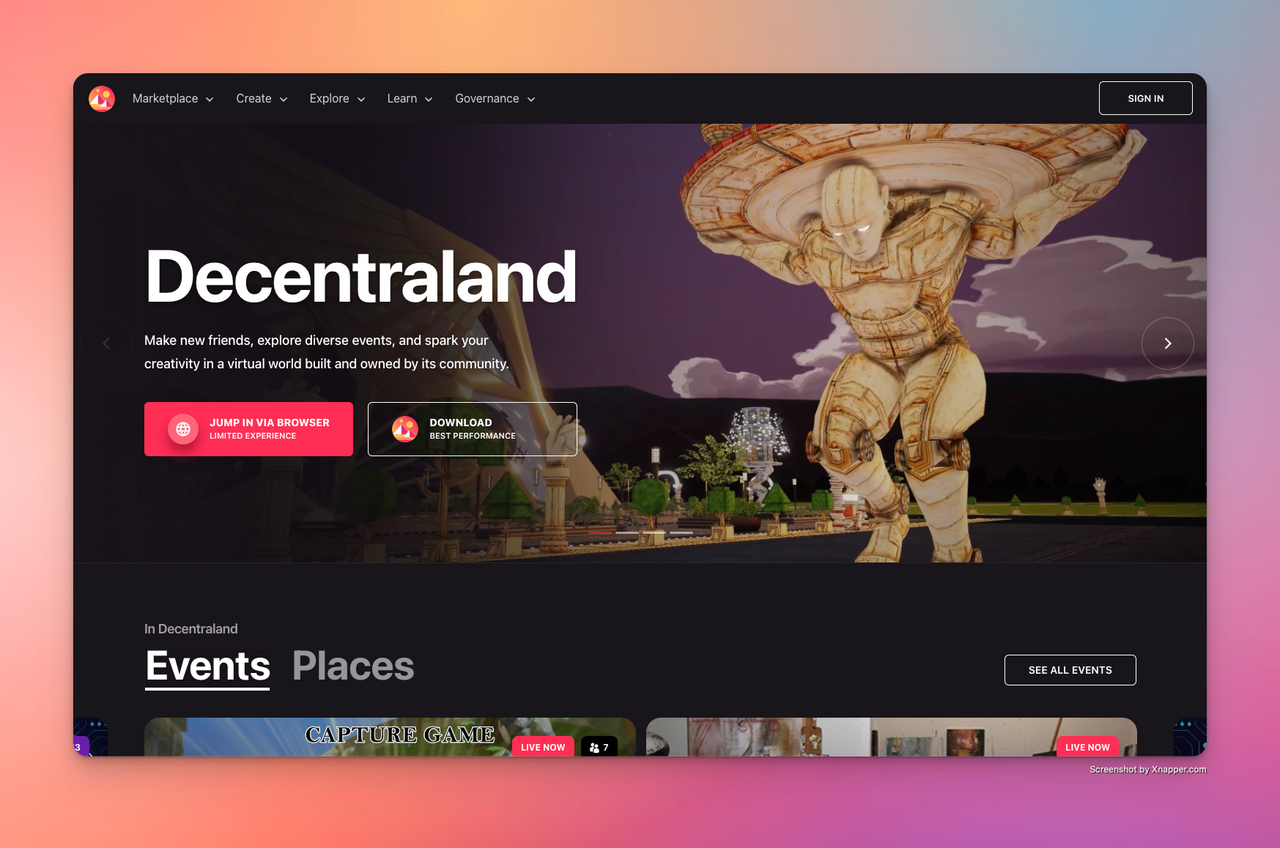 Marketplace
Create
Explore
Learn
Governance
SIGN IN
Decentraland
Make new friends, explore diverse events, and spark your
creativity in a virtual world built and owned by its community.
JUMP IN VIA BROWSER
LIMITED EXPERIENCE
DOWNLOAD
BEST PERFORMANCE
In Decentraland
Events
Places
SEE ALL EVENTS
3
CAPTURE GAME
LIVE NOW
7
LIVE NOW
Screenshot by Xnapper.com